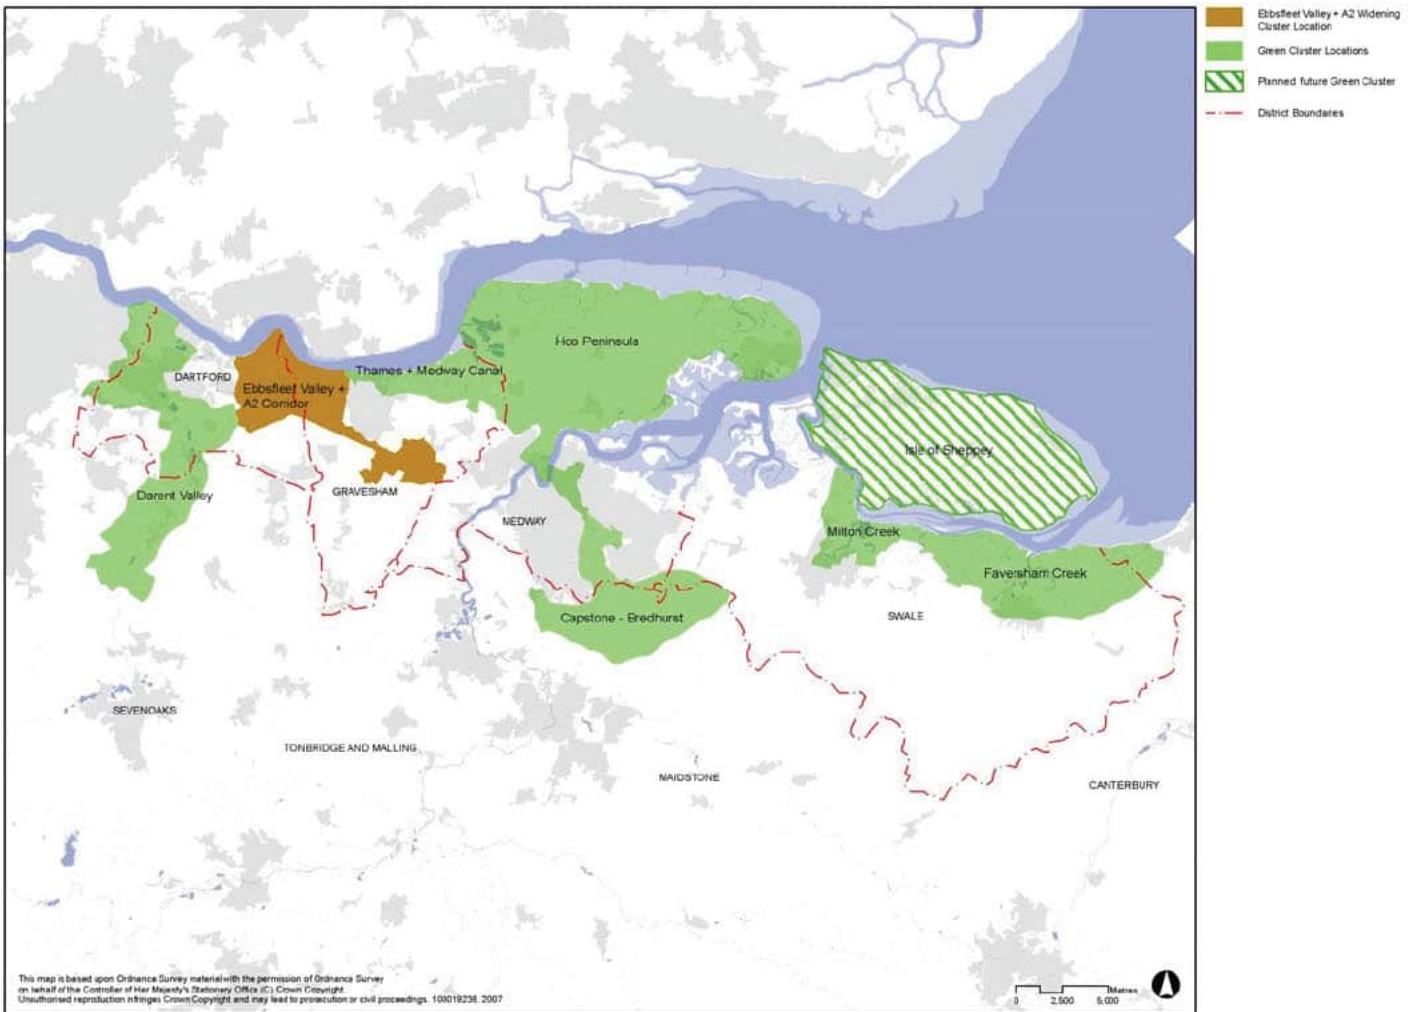 Ebbsfleet Valley + A2 Widening
Cluster Location
Green Cluster Locations
Planned future Green Cluster
District Boundaries
Hoo Peninsula
Thames + Medway Canal
DARTFORD
Ebbsfleet Valley +
A2 Corridor
Isle of Sheppey
GRAVESHAM
Darent Valley
MEDWAY
Milton Creek
Faversham Creek
Capstone - Bredhurst
SWALE
SEVENOAKS
TONBRIDGE AND MALLING
MAIDSTONE
CANTERBURY
This map is based upon Ordnance Survey material with the permission of Ordnance Survey
on behalf of the Controller of Her Majesty's Stationery Office (C) Crown Copyright.
Unauthorised reproduction infringes Crown Copyright and may lead to prosecution or civil proceedings. 100019238, 2007
Metres
0 2,500 5,000